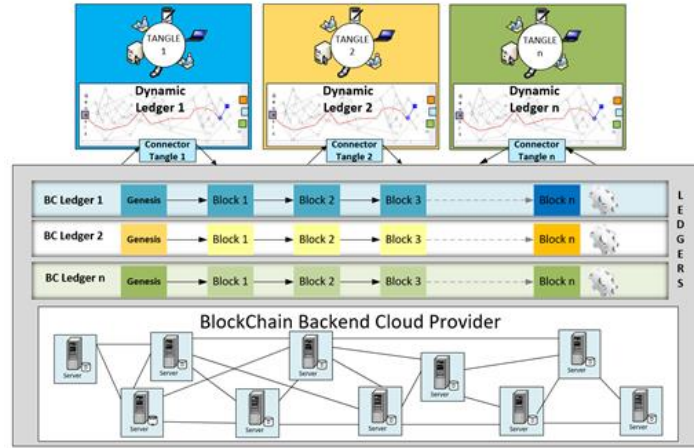 TANGLE
1
TANGLE
2
TANGLE
n
Dynamic
Ledger 1
Dynamic
Ledger 2
Dynamic
Ledger n
Connector
Tangle 1
Connector
Tangle 2
Connector
Tangle n
BC Ledger 1
Genesis
Block 1
Block 2
Block 3
Block n
BC Ledger 2
Genesis
Block 1
Block 2
Block 3
Block n
BC Ledger n
Genesis
Block 1
Block 2
Block 3
Block n
LEDGERS
BlockChain Backend Cloud Provider
Server
Server
Server
Server
Server
Server
Server
Server
Server